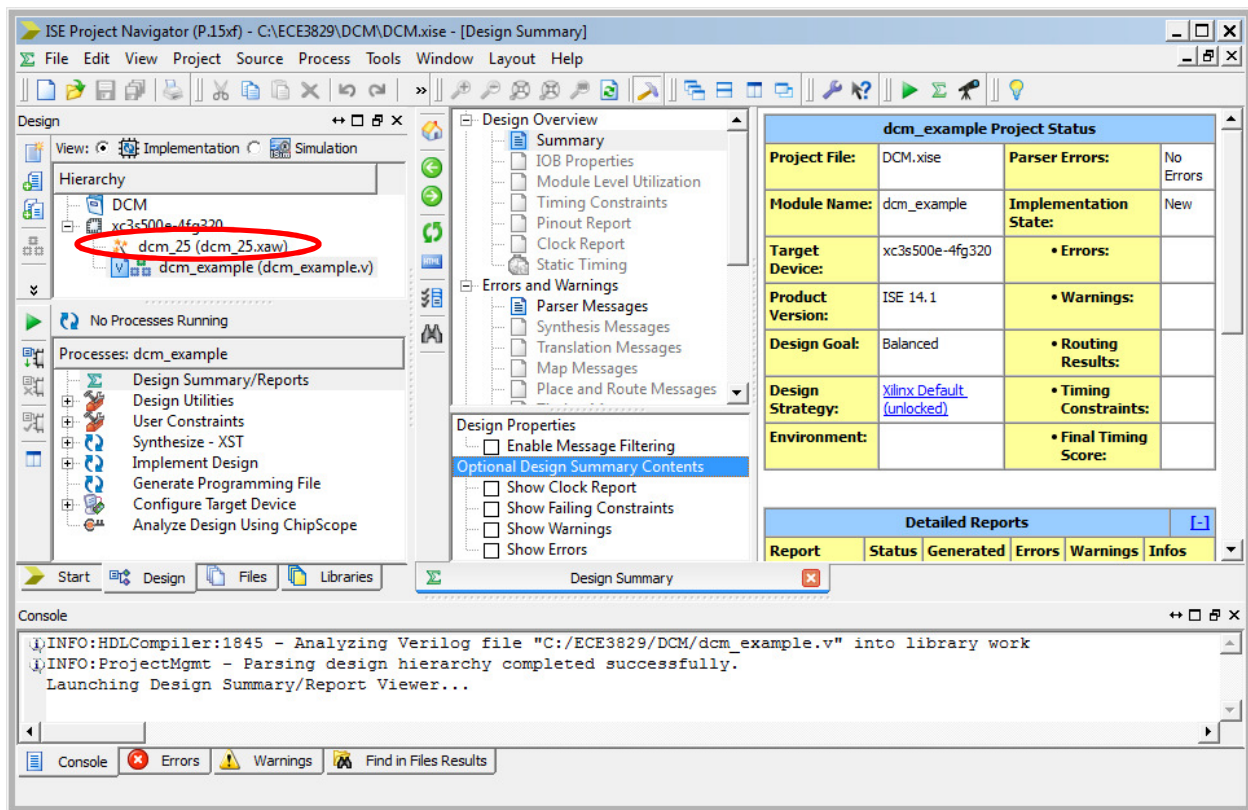 ISE Project Navigator (P.15xf) - C:\ECE3829\DCM\DCM.xise - [Design Summary]
File Edit View Project Source Process Tools Window Layout Help
Design
View: Implementation Simulation
Hierarchy
DCM
xc3s500e-4fg320
dcm_25 (dcm_25.xaw)
dcm_example (dcm_example.v)
No Processes Running
Processes: dcm_example
Design Summary/Reports
Design Utilities
User Constraints
Synthesize - XST
Implement Design
Generate Programming File
Configure Target Device
Analyze Design Using ChipScope
Start Design Files Libraries
Design Overview
Summary
IOB Properties
Module Level Utilization
Timing Constraints
Pinout Report
Clock Report
Static Timing
Errors and Warnings
Parser Messages
Synthesis Messages
Translation Messages
Map Messages
Place and Route Messages
Design Properties
Enable Message Filtering
Optional Design Summary Contents
Show Clock Report
Show Failing Constraints
Show Warnings
Show Errors
Design Summary
dcm_example Project Status
Project File: DCM.xise Parser Errors: No
Errors
Module Name: dcm_example Implementation New
State:
Target xc3s500e-4fg320 • Errors:
Device:
Product ISE 14.1 • Warnings:
Version:
Design Goal: Balanced • Routing
Results:
Design Xilinx Default • Timing
Strategy: (unlocked) Constraints:
Environment: • Final Timing
Score:
Detailed Reports [-]
Report Status Generated Errors Warnings Infos
Console
INFO:HDLCompiler:1845 - Analyzing Verilog file "C:/ECE3829/DCM/dcm_example.v" into library work
INFO:ProjectMgmt - Parsing design hierarchy completed successfully.
Launching Design Summary/Report Viewer...
Console Errors Warnings Find in Files Results